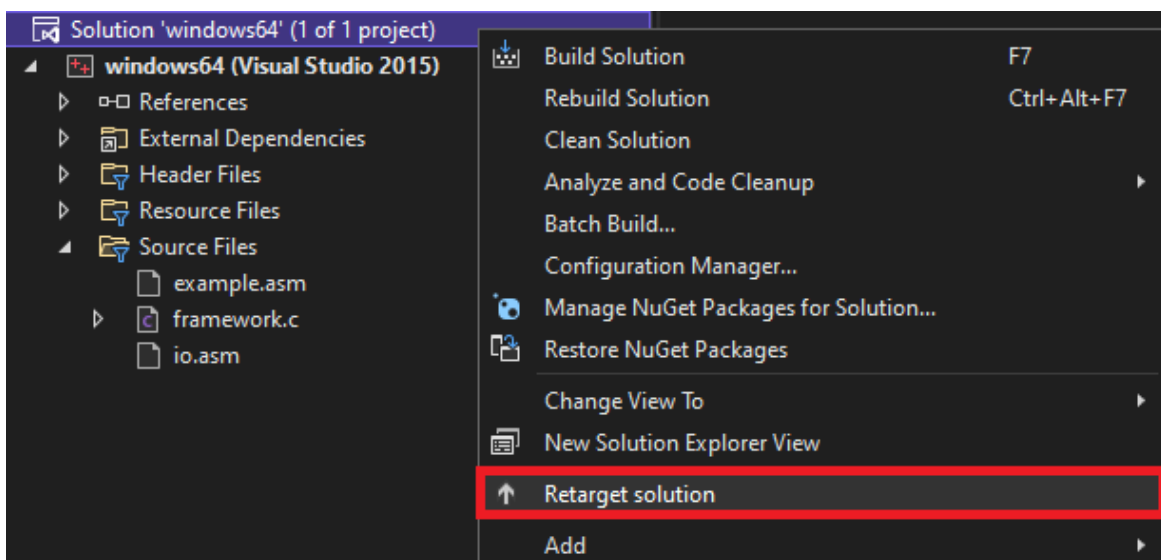 Solution 'windows64' (1 of 1 project)
windows64 (Visual Studio 2015)
References
External Dependencies
Header Files
Resource Files
Source Files
example.asm
framework.c
io.asm
Build Solution F7
Rebuild Solution Ctrl+Alt+F7
Clean Solution
Analyze and Code Cleanup
Batch Build...
Configuration Manager...
Manage NuGet Packages for Solution...
Restore NuGet Packages
Change View To
New Solution Explorer View
Retarget solution
Add